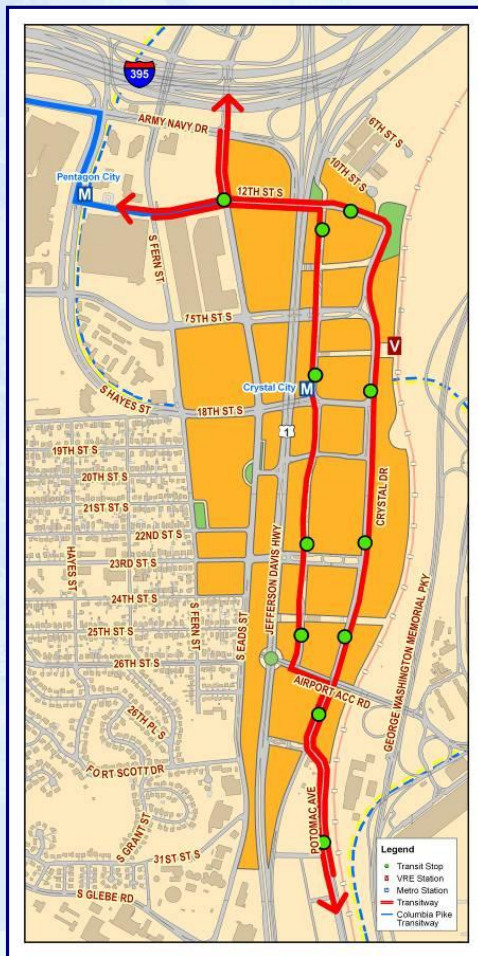 395
ARMY NAVY DR
6TH ST S
10TH ST S
Pentagon City
M
12TH ST S
S FERN ST
15TH ST S
V
Crystal City
M
S HAYES ST
18TH ST S
1
19TH ST S
20TH ST S
21ST ST S
22ND ST S
23RD ST S
24TH ST S
25TH ST S
26TH ST S
HAYES ST
S FERN ST
S EADS ST
JEFFERSON DAVIS HWY
CRYSTAL DR
GEORGE WASHINGTON MEMORIAL PKY
AIRPORT ACC RD
26TH PL S
FORT SCOTT DR
S GRANT ST
31ST ST S
S GLEBE RD
POTOMAC AVE
Legend
Transit Stop
VRE Station
Metro Station
Transitway
Columbia Pike
Transitway